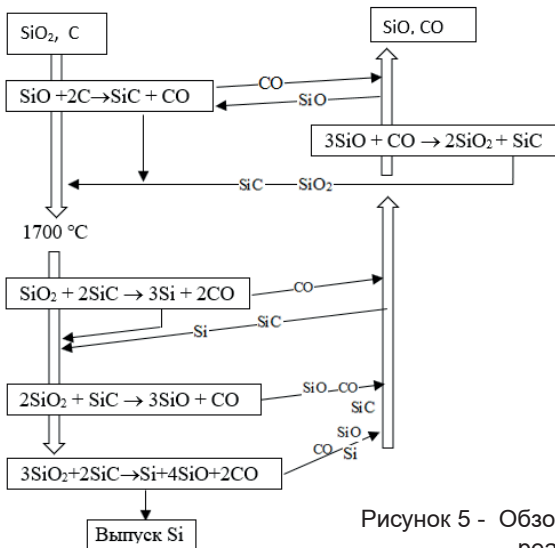 SiO₂, C
SiO, CO
SiO +2C→SiC + CO
CO
SiO
3SiO + CO → 2SiO₂ + SiC
SiC
SiO₂
1700 °C
SiO₂ + 2SiC → 3Si + 2CO
CO
Si
SiC
2SiO₂ + SiC → 3SiO + CO
SiO
CO
SiC
SiO
CO
Si
3SiO₂+2SiC→Si+4SiO+2CO
Выпуск Si
Рисунок 5 - Обзо